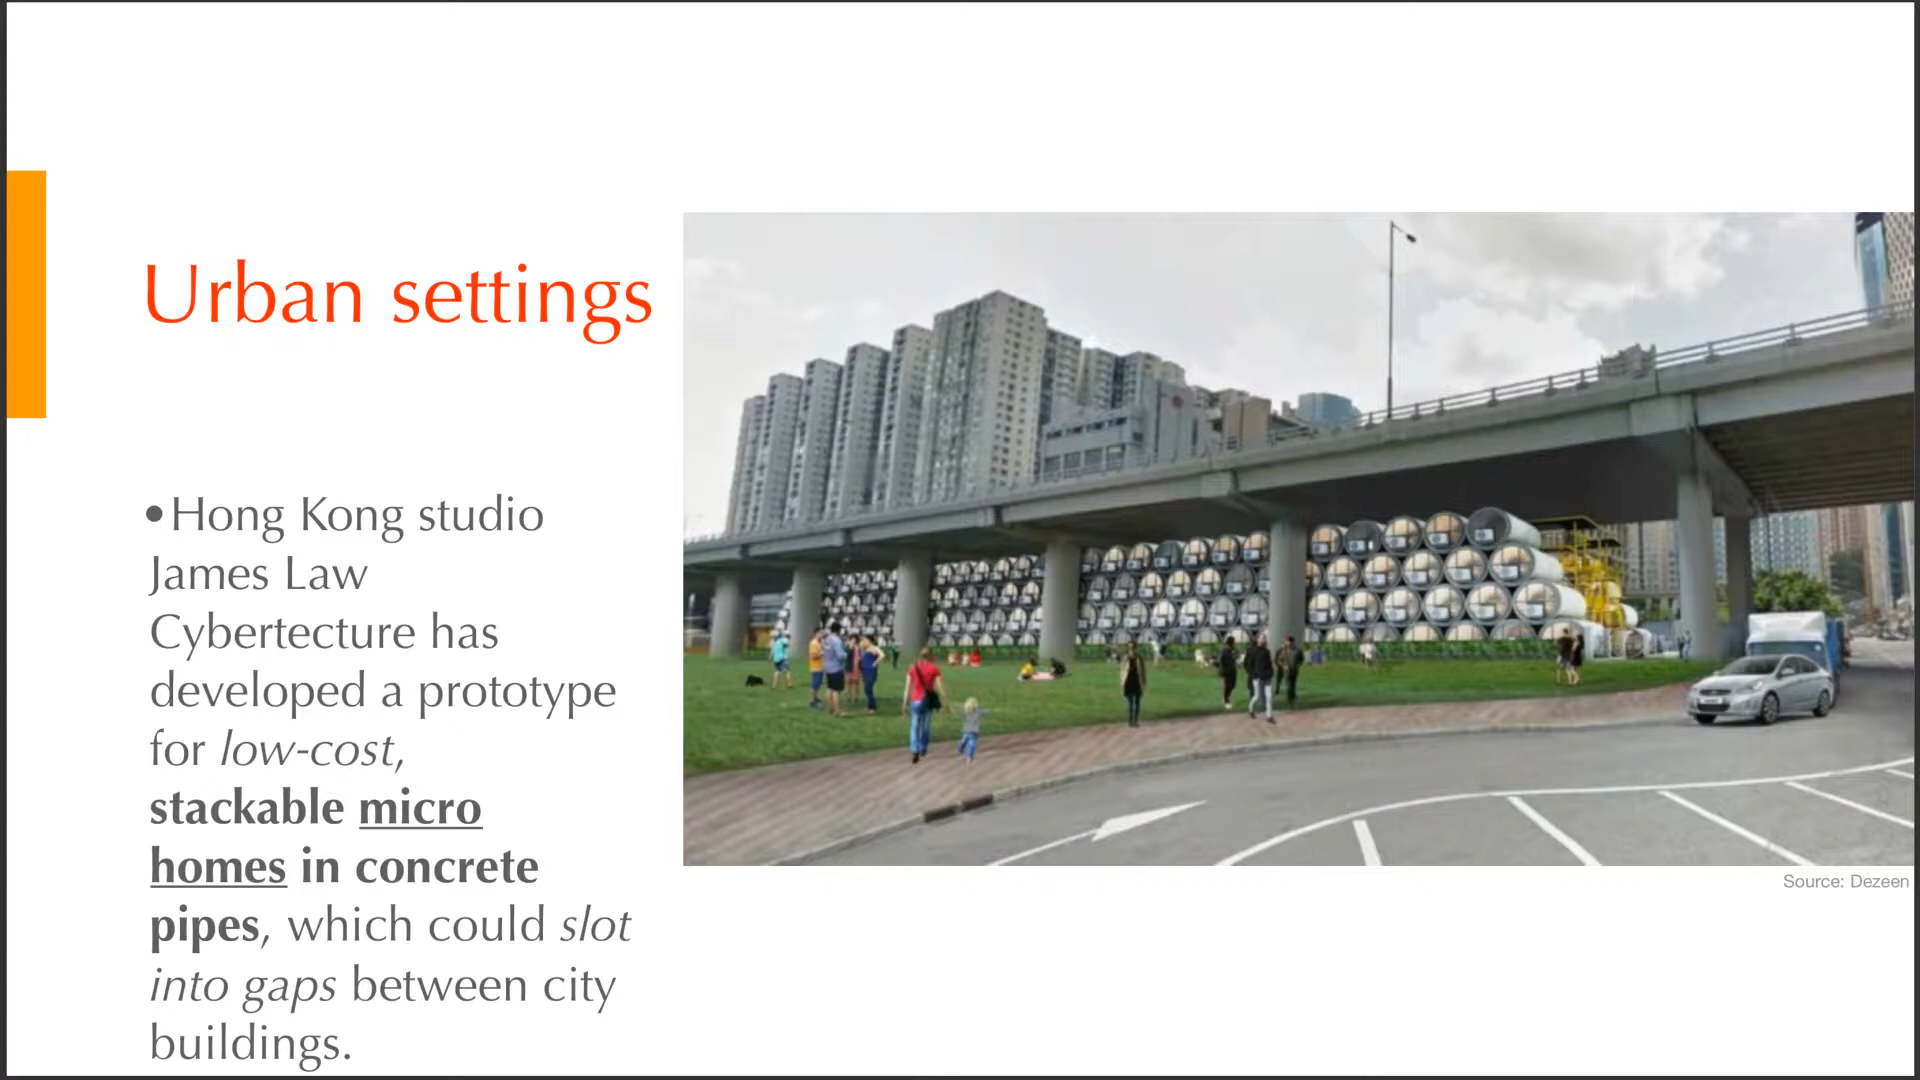 Urban settings
•Hong Kong studio
James Law
Cybertecture has
developed a prototype
for low-cost,
stackable micro
homes in concrete
pipes, which could slot
into gaps between city
buildings.
Source: Dezeen